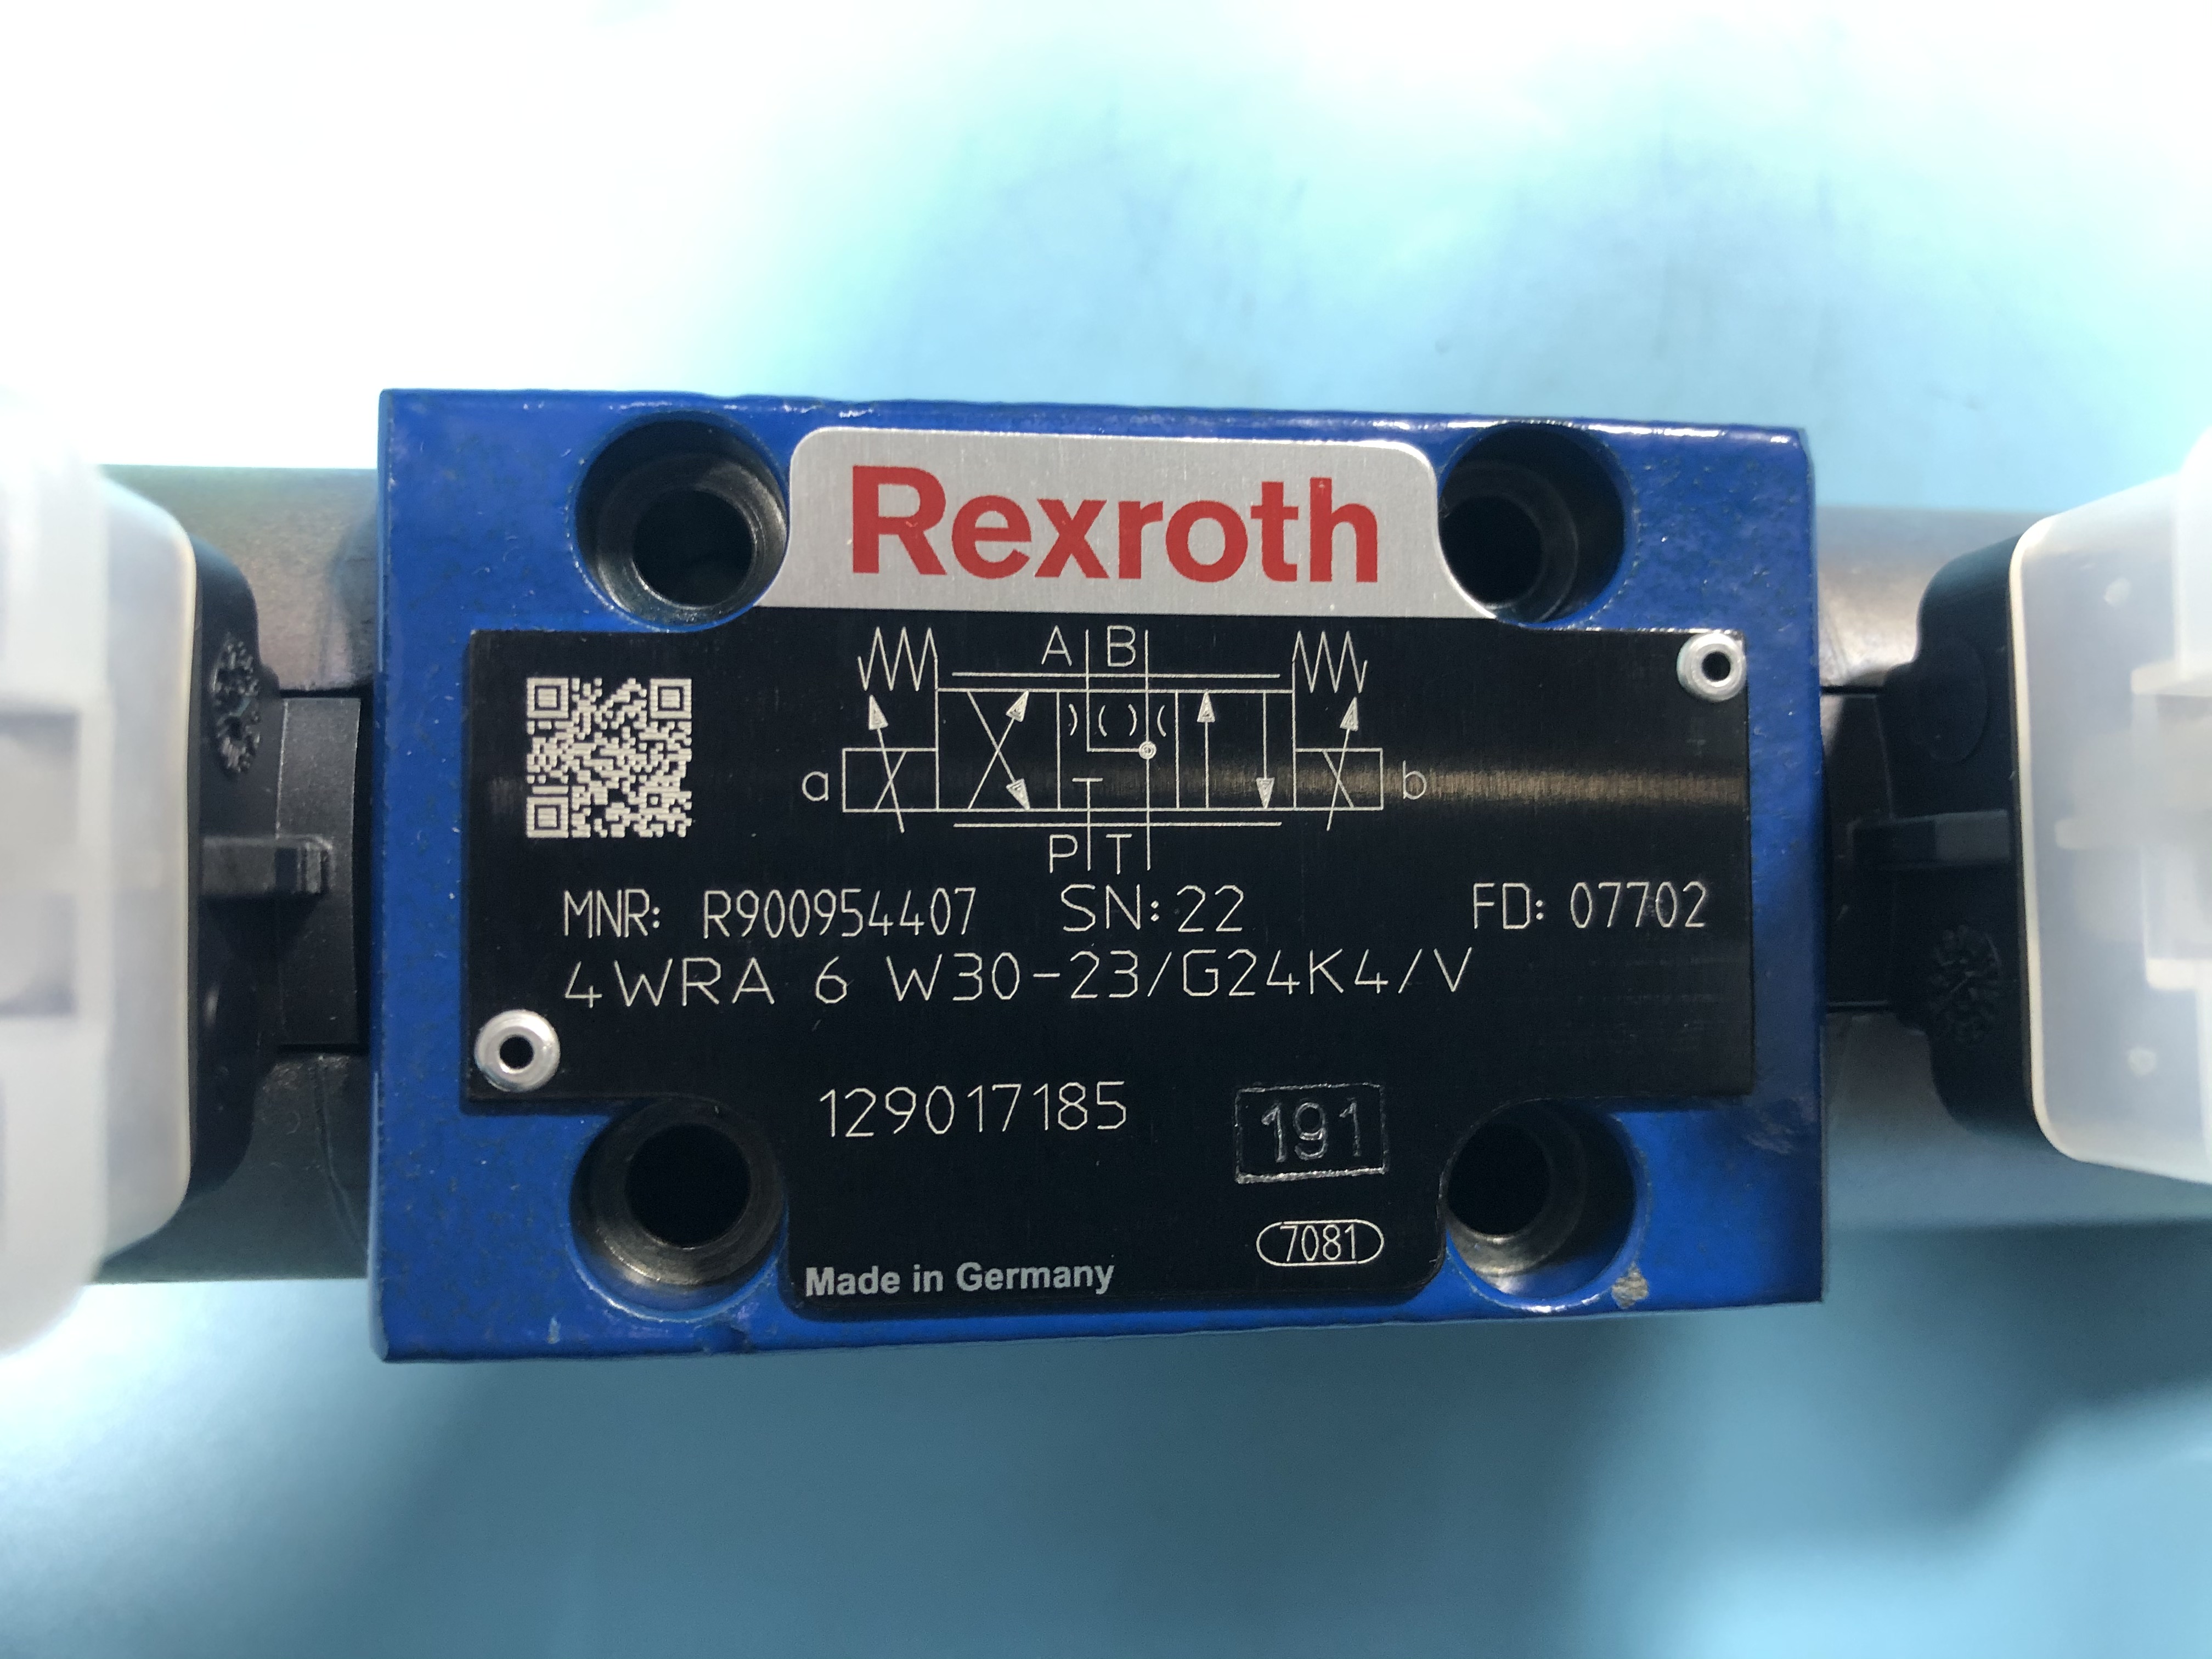 Rexroth
A B
a b
P T
MNR: R900954407 SN: 22 FD: 07702
4WRA 6 W30-23/G24K4/V
129017185 191
7081
Made in Germany